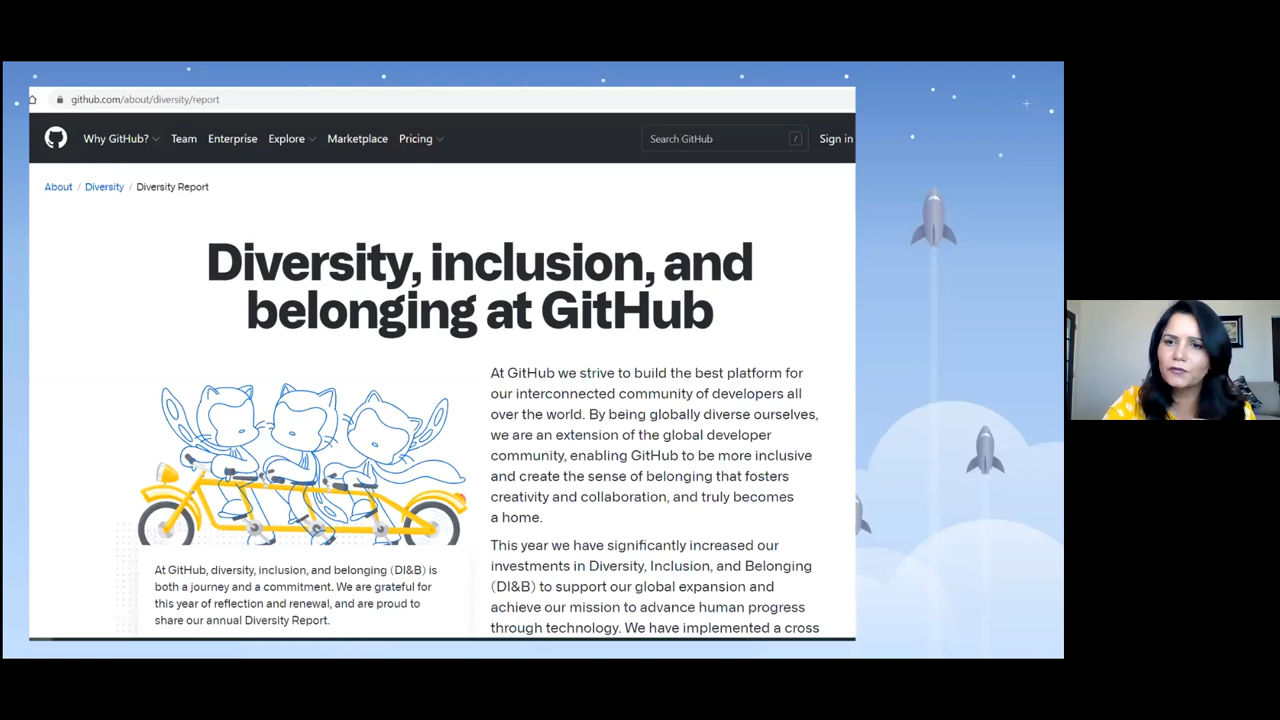 github.com/about/diversity/report
Why GitHub? Team Enterprise Explore Marketplace Pricing Search GitHub / Sign in
About / Diversity / Diversity Report
Diversity, inclusion, and
belonging at GitHub
At GitHub we strive to build the best platform for
our interconnected community of developers all
over the world. By being globally diverse ourselves,
we are an extension of the global developer
community, enabling GitHub to be more inclusive
and create the sense of belonging that fosters
creativity and collaboration, and truly becomes
a home.
This year we have significantly increased our
investments in Diversity, Inclusion, and Belonging
(DI&B) to support our global expansion and
achieve our mission to advance human progress
through technology. We have implemented a cross
At GitHub, diversity, inclusion, and belonging (DI&B) is
both a journey and a commitment. We are grateful for
this year of reflection and renewal, and are proud to
share our annual Diversity Report.